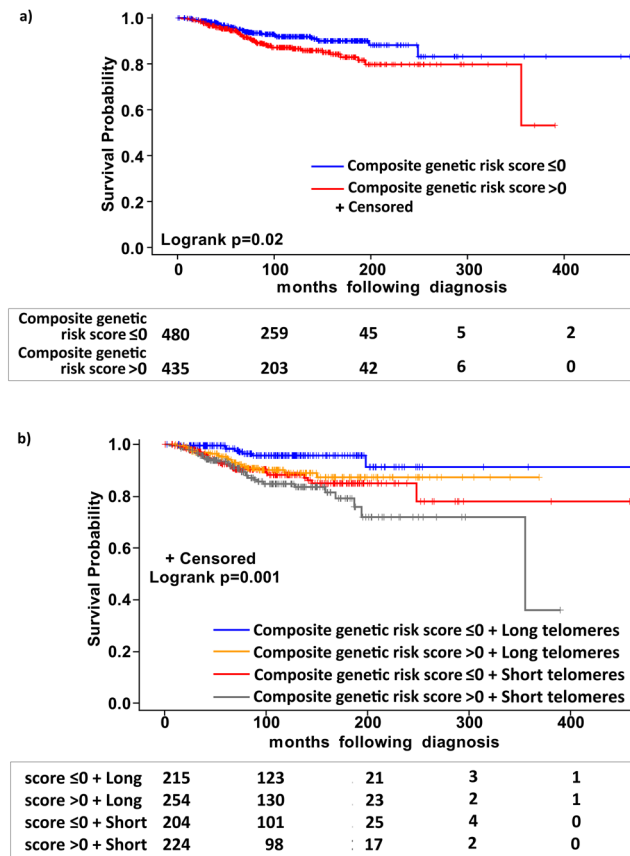 a)
Survival Probability
1.0
0.8
0.6
0.4
0.2
0.0
Composite genetic risk score ≤0
Composite genetic risk score >0
+ Censored
Logrank p=0.02
0 100 200 300 400
months following diagnosis
Composite genetic
risk score ≤0 480 259 45 5 2
Composite genetic
risk score >0 435 203 42 6 0
b)
Survival Probability
1.0
0.8
0.6
0.4
0.2
0.0
+ Censored
Logrank p=0.001
Composite genetic risk score ≤0 + Long telomeres
Composite genetic risk score >0 + Long telomeres
Composite genetic risk score ≤0 + Short telomeres
Composite genetic risk score >0 + Short telomeres
0 100 200 300 400
months following diagnosis
score ≤0 + Long 215 123 21 3 1
score >0 + Long 254 130 23 2 1
score ≤0 + Short 204 101 25 4 0
score >0 + Short 224 98 17 2 0